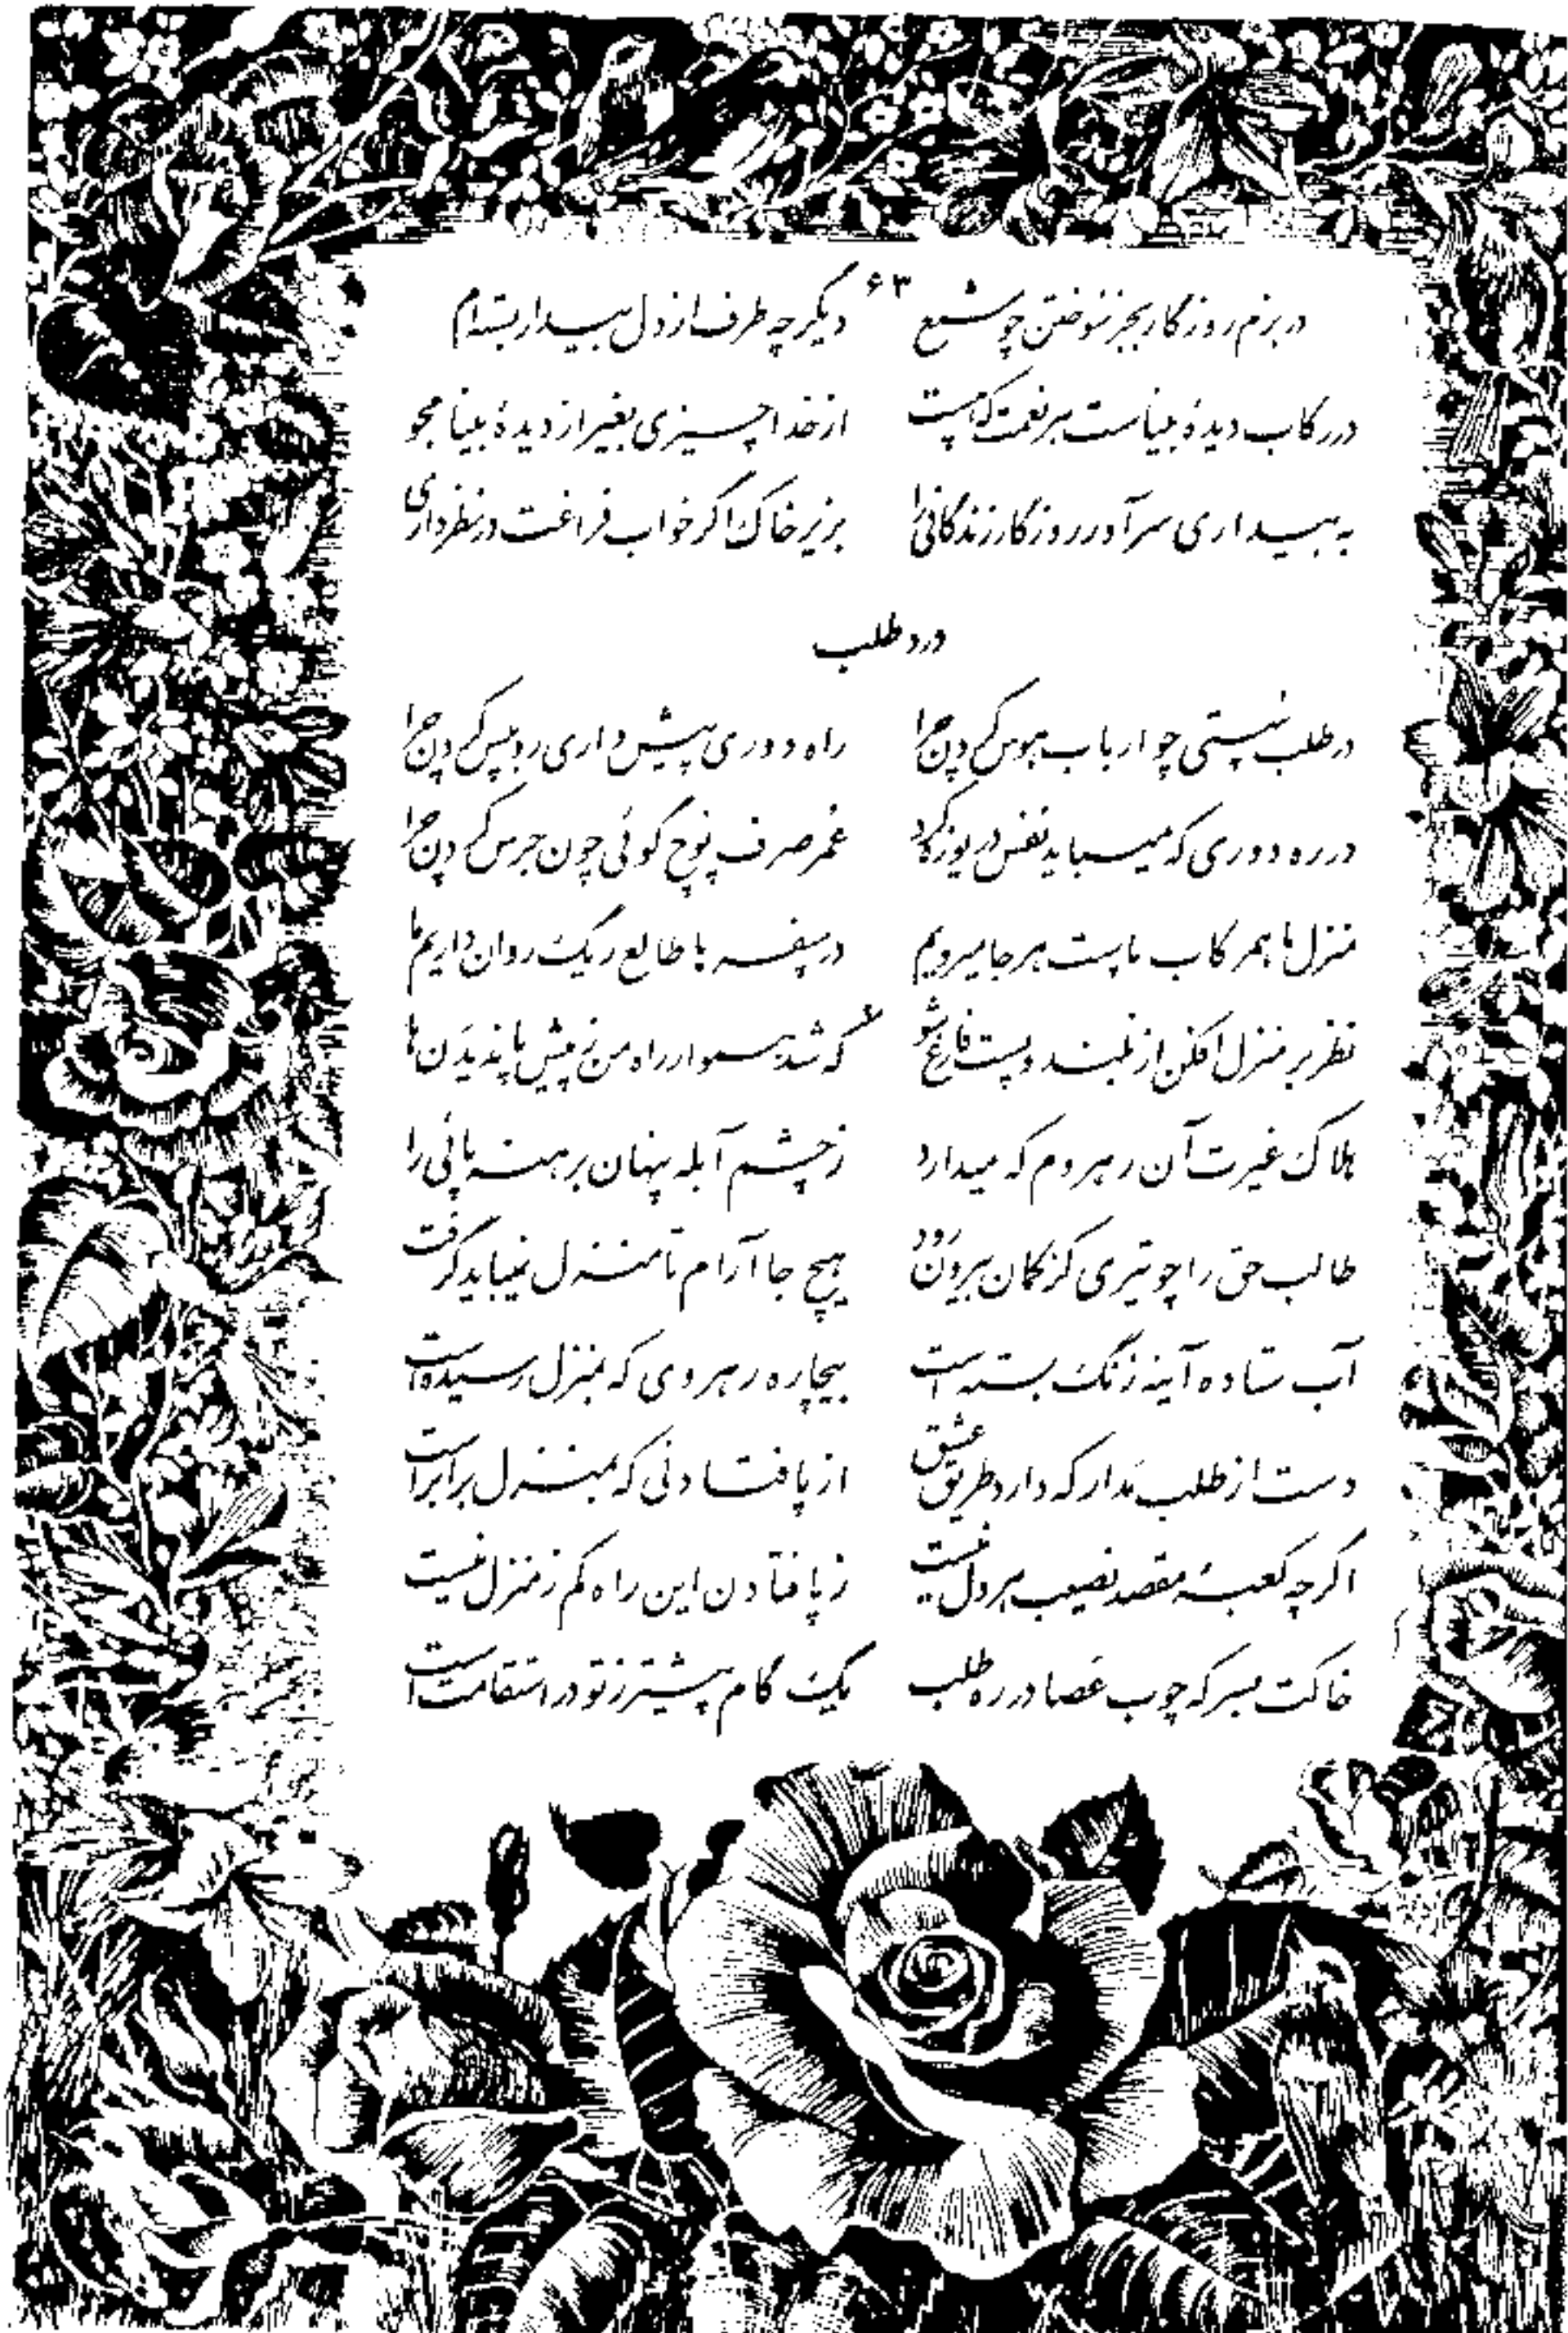 ۶۳
در بزم روزگار بجز سوختن چو شمع دیگر چه طرف از دل بیدار بسته‌ام
در رکاب دیدهٔ بیناست هر نعمت که هست از خدا چیزی بغیر از دیدهٔ بینا مجو
به بیداری سرآور روزگار زندگانی را بزیر خاک اگر خواب فراغت در نظر داری
درد طلب
در طلب سستی چو ارباب هوس کردن چرا راه دوری پیش داری رو بپس کردن چرا
در ره دوری که میباید نفس دریوزه کرد عمر صرف پوچ گوئی چون جرس کردن چرا
منزل ما همرکاب ماست هر جا میرویم در سفرها طالع ریگ روان داریم ما
نظر بر منزل افکن از بلند و پست فارغ شو که شد هموار راه من ز پیش پا ندیدن‌ها
هلاک غیرت آن رهروم که میدارد ز چشم آبله پنهان برهنه پائی را
طالب حق را چو تیری کز کمان بیرون رود هیچ جا آرام تا منزل نمیباید گرفت
آب ستاده آینه زنگ بسته است بیچاره رهروی که بمنزل رسیده است
دست از طلب مدار که دارد طریق عشق از پا فتادنی که بمنزل برابر است
اگر چه کعبهٔ مقصد نصیب هر دل نیست ز پا فتادن این راه کم ز منزل نیست
خاکت بسر که چوب عصا در ره طلب یک گام پیشتر ز تو در استقامت است